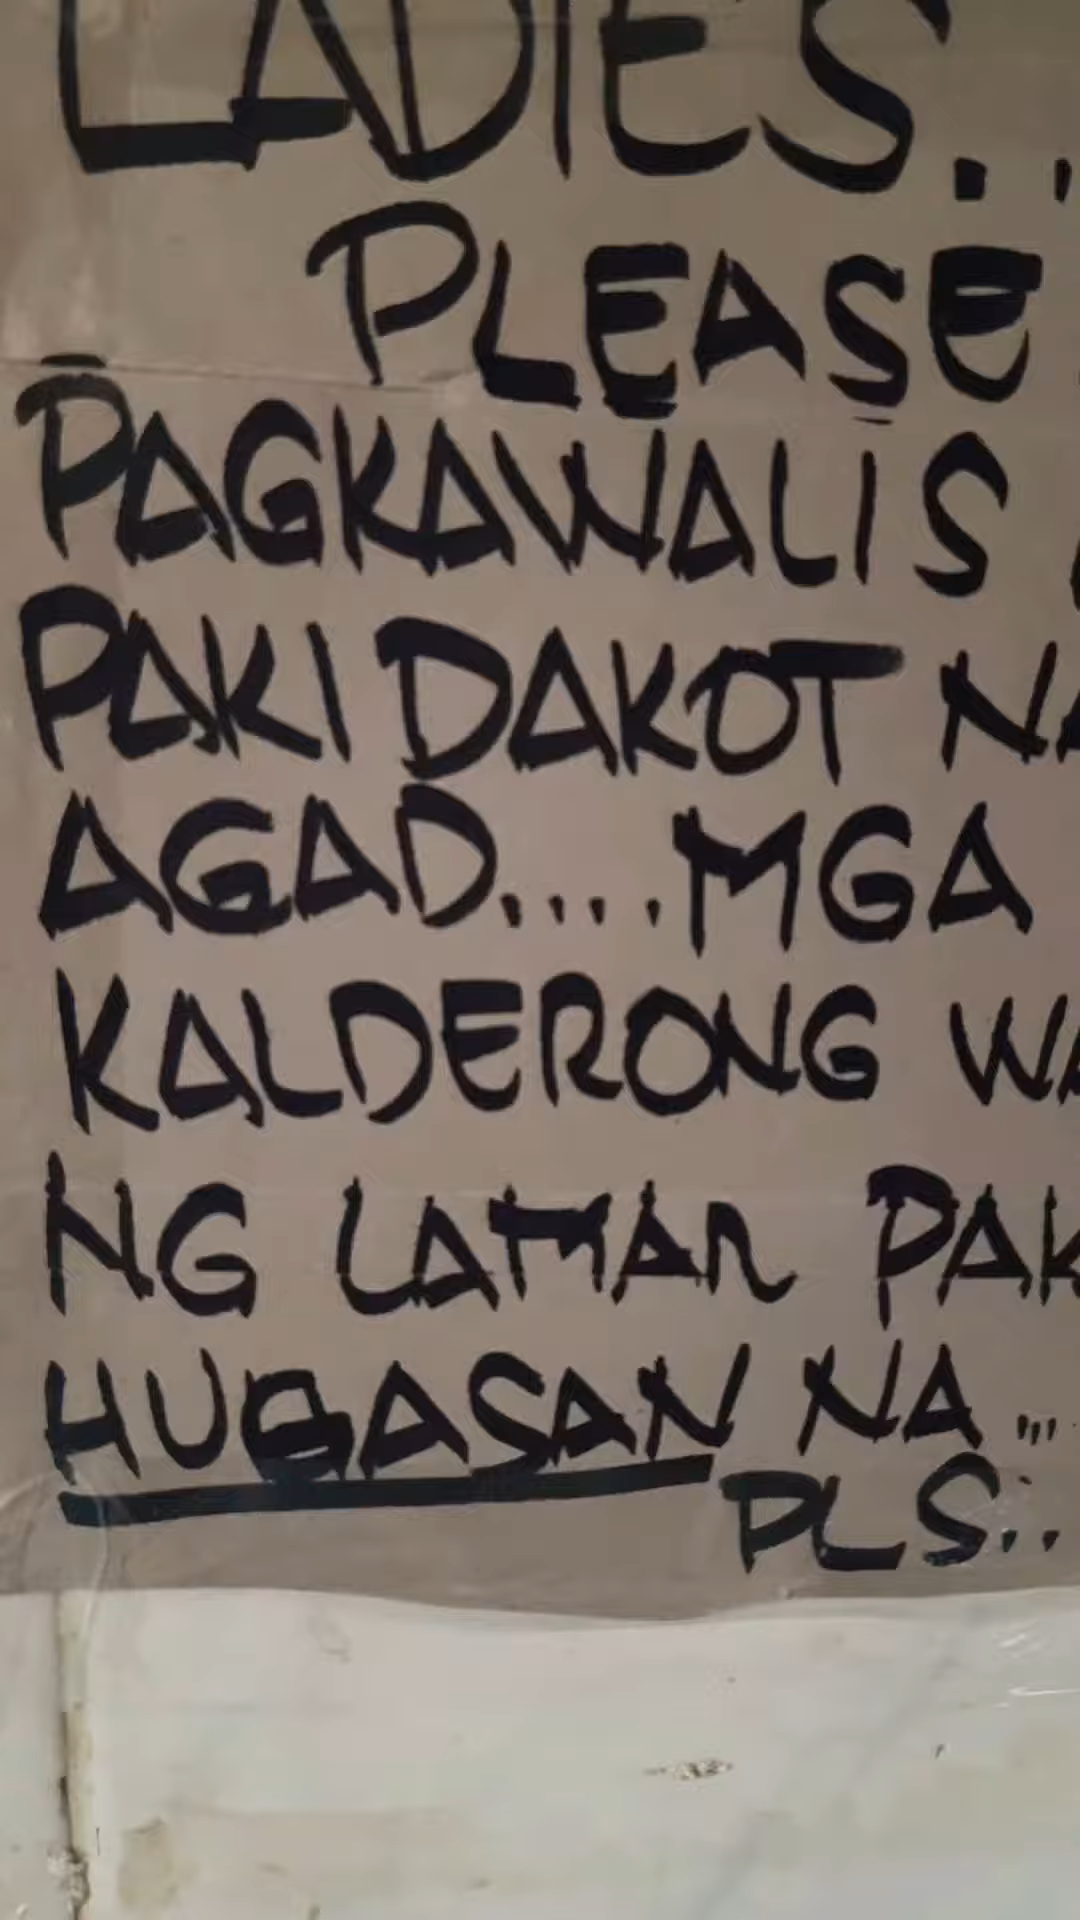 LADIES..
PLEASE.
PAGKAWALIS
PAKI DAKOT NA
AGAD....MGA
KALDERONG WA
NG LAMAN PAK
HUGASAN NA...
PLS..